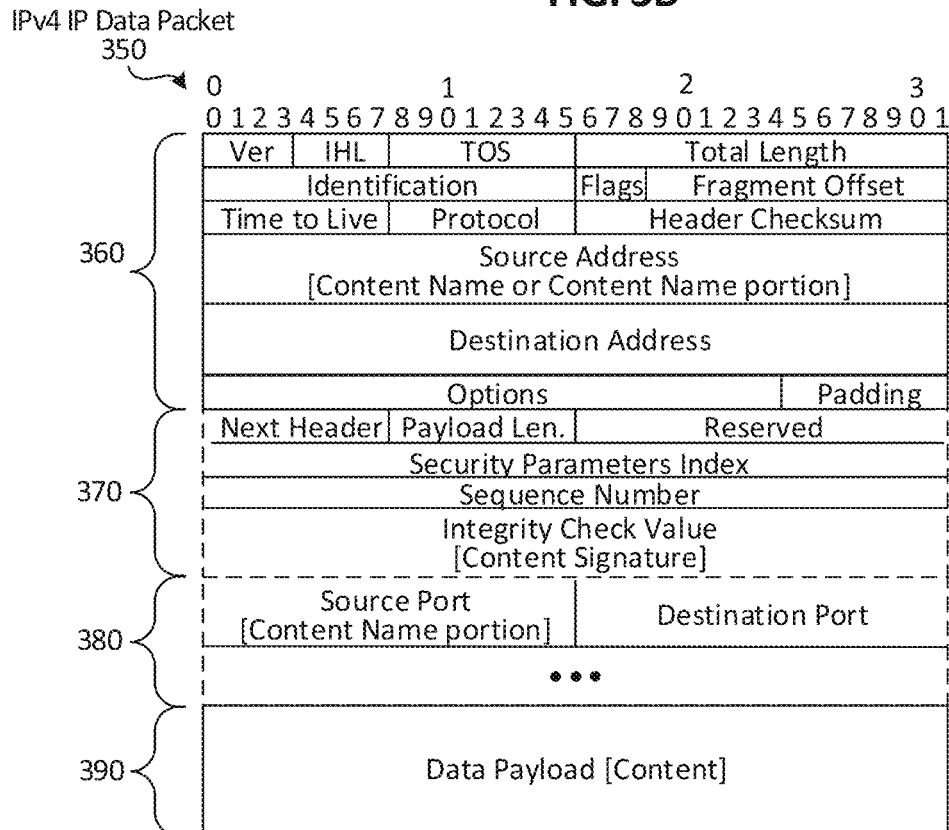 FIG. 3B
IPv4 IP Data Packet
350
0 1 2 3
0 1 2 3 4 5 6 7 8 9 0 1 2 3 4 5 6 7 8 9 0 1 2 3 4 5 6 7 8 9 0 1
Ver IHL TOS Total Length
Identification Flags Fragment Offset
Time to Live Protocol Header Checksum
360
Source Address
[Content Name or Content Name portion]
Destination Address
Options Padding
Next Header Payload Len. Reserved
Security Parameters Index
370
Sequence Number
Integrity Check Value
[Content Signature]
380
Source Port
[Content Name portion]
Destination Port
•••
390
Data Payload [Content]